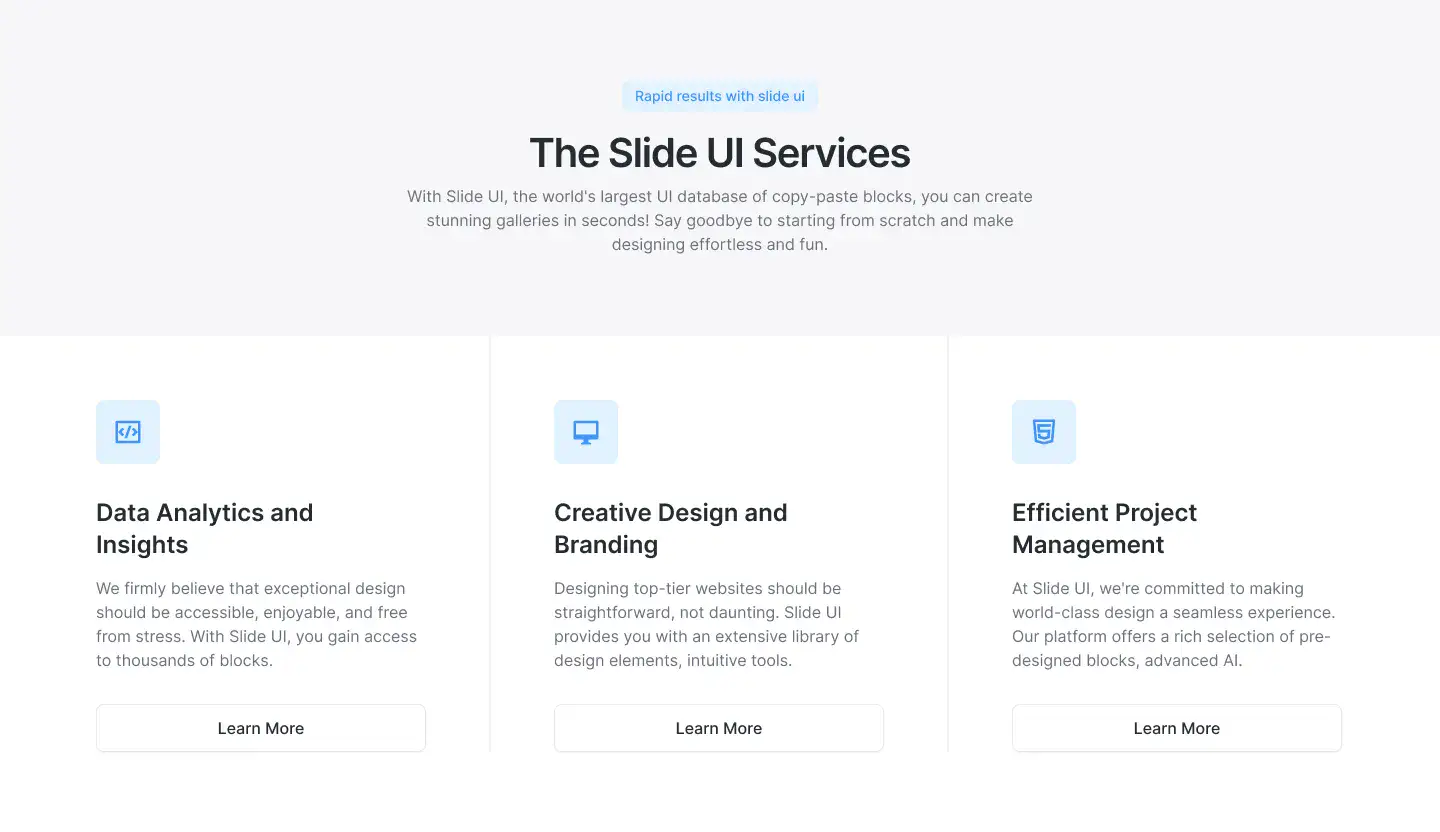 Rapid results with slide ui
The Slide UI Services
With Slide UI, the world's largest UI database of copy-paste blocks, you can create
stunning galleries in seconds! Say goodbye to starting from scratch and make
designing effortless and fun.
Data Analytics and
Insights
We firmly believe that exceptional design
should be accessible, enjoyable, and free
from stress. With Slide UI, you gain access
to thousands of blocks.
Learn More
Creative Design and
Branding
Designing top-tier websites should be
straightforward, not daunting. Slide UI
provides you with an extensive library of
design elements, intuitive tools.
Learn More
Efficient Project
Management
At Slide UI, we're committed to making
world-class design a seamless experience.
Our platform offers a rich selection of pre-
designed blocks, advanced AI.
Learn More